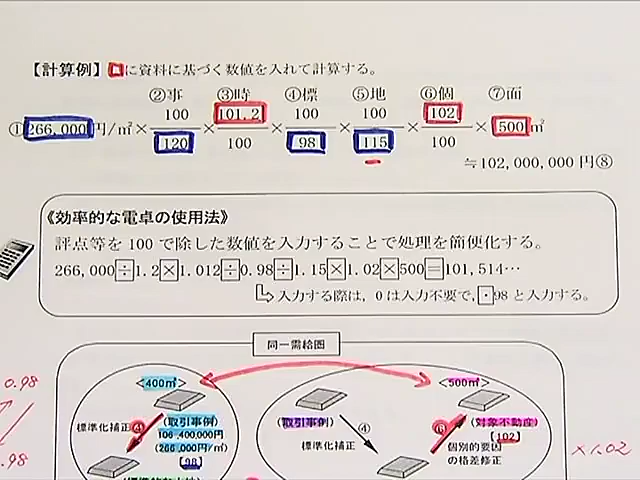 【計算例】□に資料に基づく数値を入れて計算する。
②事 ③時 ④標 ⑤地 ⑥個 ⑦面
①266,000円/㎡×100/120×101.2/100×100/98×100/115×102/100×500㎡
≒102,000,000円⑧
《効率的な電卓の使用法》
評点等を100で除した数値を入力することで処理を簡便化する。
266,000÷1.2×1.012÷0.98÷1.15×1.02×500=101,514…
入力する際は,0は入力不要で,・98と入力する。
同一需給圏
<400㎡>
<500㎡>
0.98
(取引事例)
106,400,000円
(266,000円/㎡)
[98]
標準化補正
④
(取引事例)
④
標準化補正
⑥
(対象不動産)
[102]
個別的要因
の格差修正
×1.02
.98